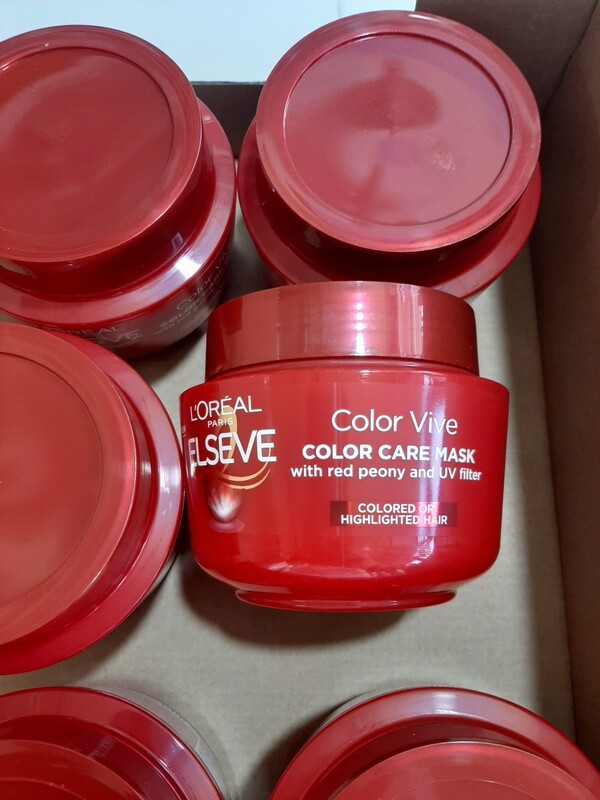 L'ORÉAL
PARIS
ELSEVE
Color Vive
COLOR CARE MASK
with red peony and UV filter
COLORED OR
HIGHLIGHTED HAIR